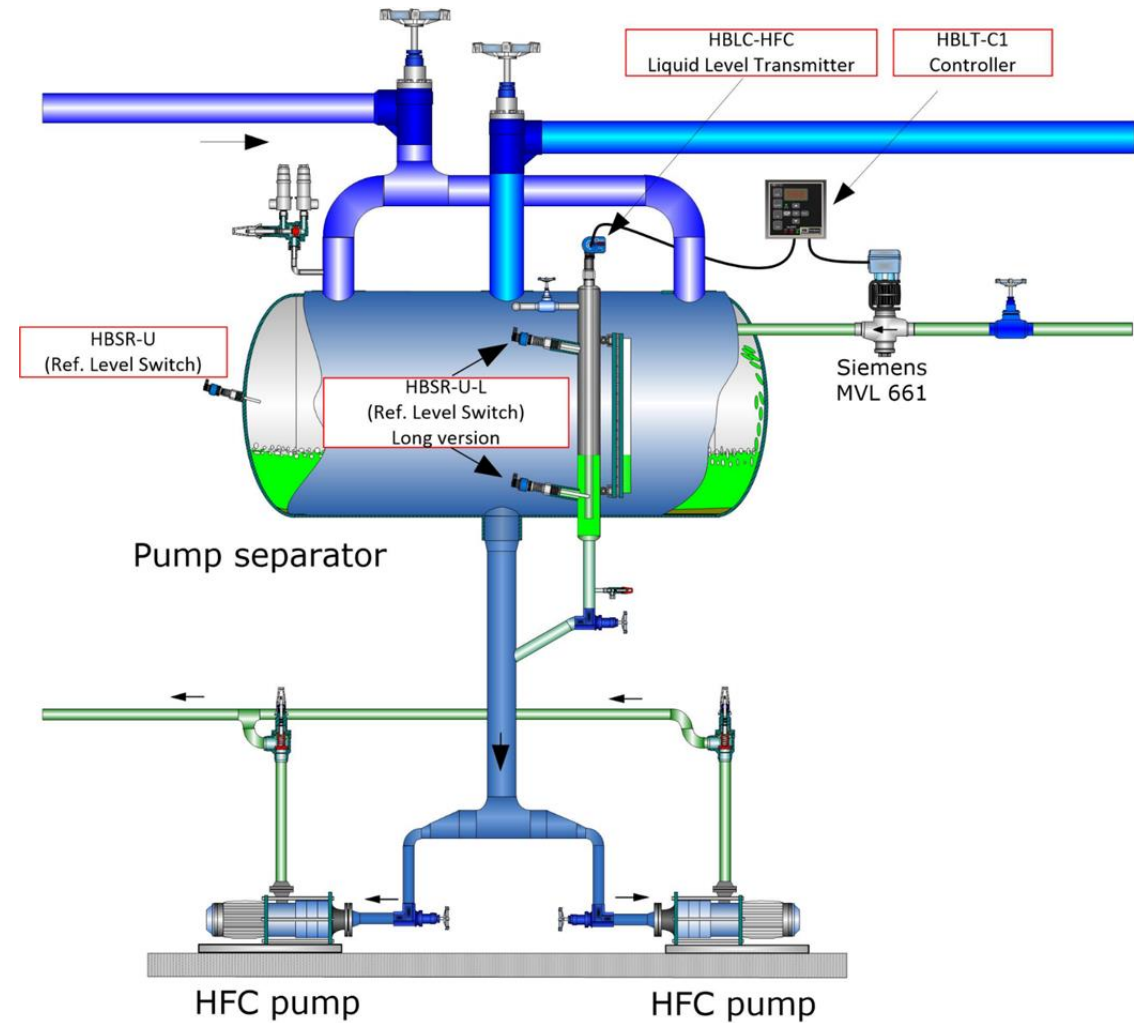 HBLC-HFC
Liquid Level Transmitter
HBLT-C1
Controller
HBSR-U
(Ref. Level Switch)
HBSR-U-L
(Ref. Level Switch)
Long version
Siemens
MVL 661
Pump separator
HFC pump
HFC pump